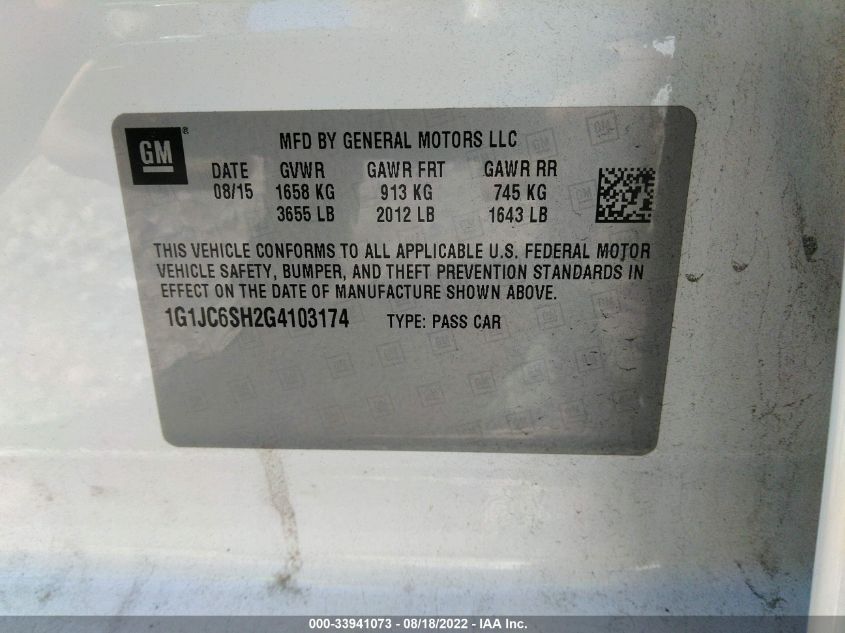 GM ®
MFD BY GENERAL MOTORS LLC
DATE GVWR GAWR FRT GAWR RR
08/15 1658 KG 913 KG 745 KG
3655 LB 2012 LB 1643 LB
THIS VEHICLE CONFORMS TO ALL APPLICABLE U.S. FEDERAL MOTOR
VEHICLE SAFETY, BUMPER, AND THEFT PREVENTION STANDARDS IN
EFFECT ON THE DATE OF MANUFACTURE SHOWN ABOVE.
1G1JC6SH2G4103174 TYPE: PASS CAR
000-33941073 - 08/18/2022 - IAA Inc.